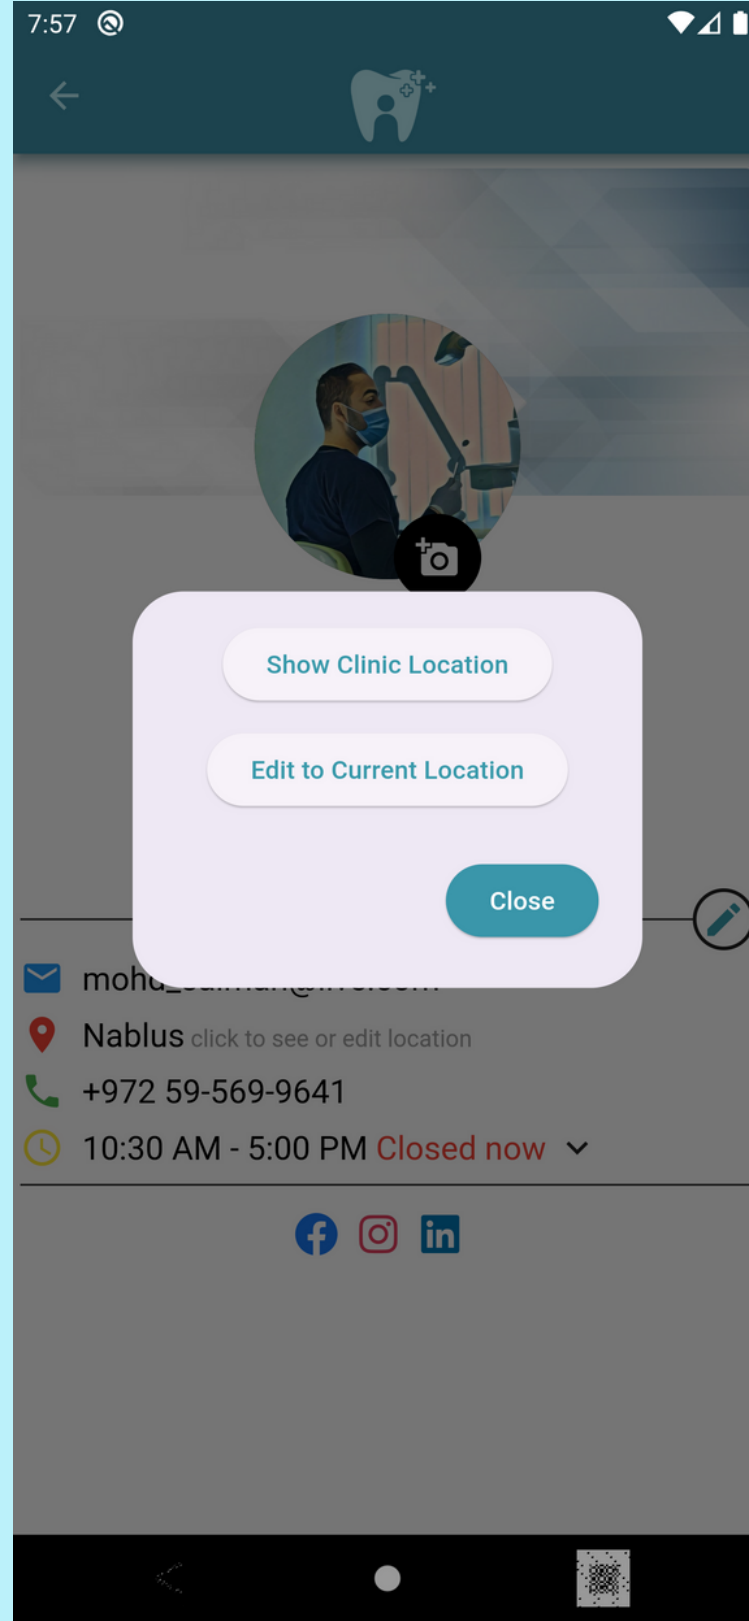 7:57
Show Clinic Location
Edit to Current Location
Close
Nablus click to see or edit location
+972 59-569-9641
10:30 AM - 5:00 PM Closed now